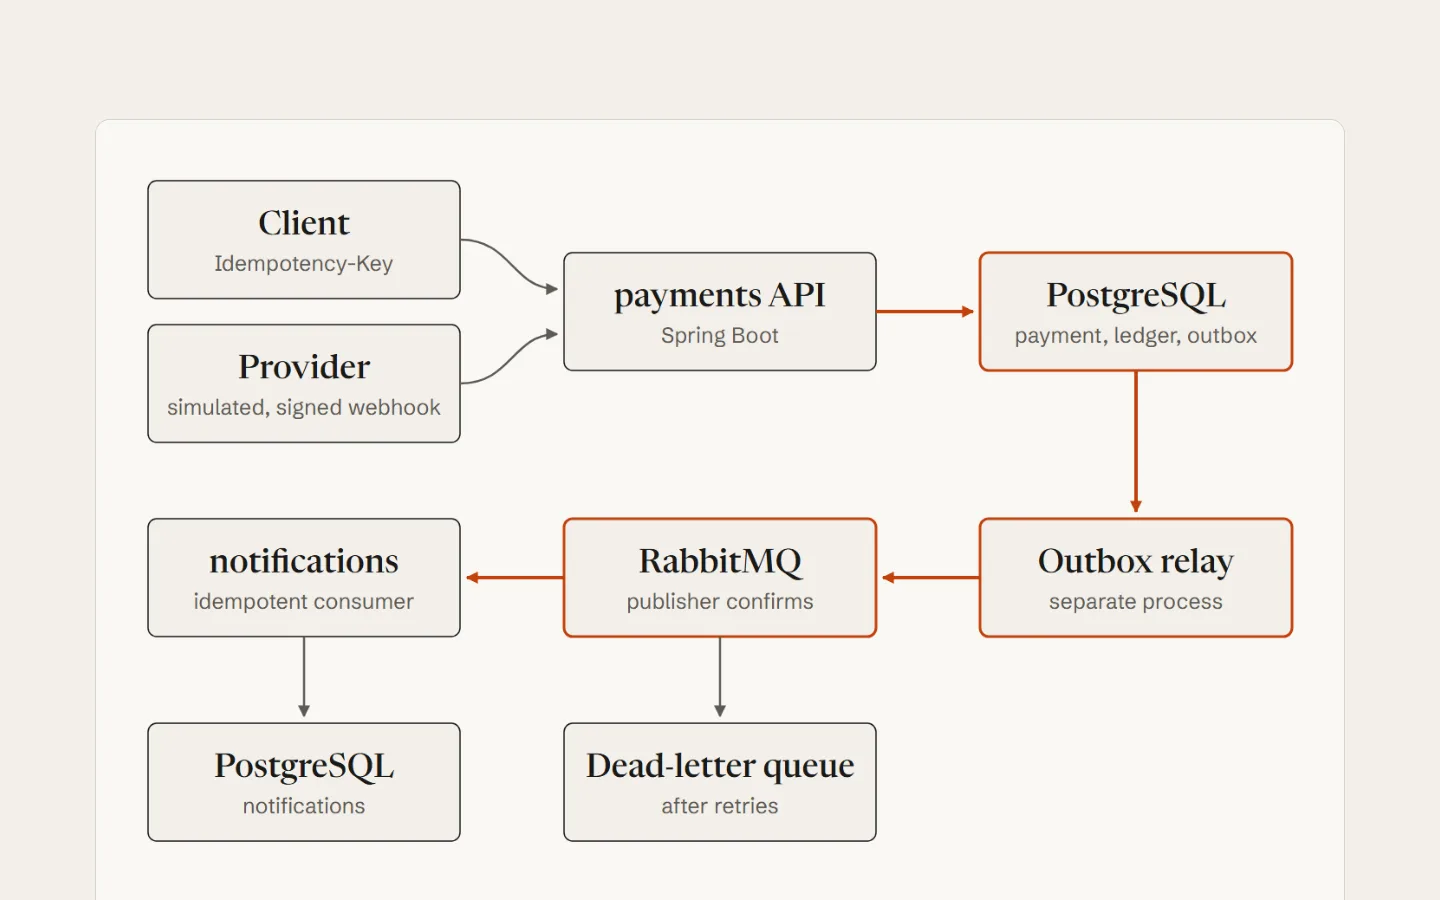 Client
Idempotency-Key
Provider
simulated, signed webhook
payments API
Spring Boot
PostgreSQL
payment, ledger, outbox
notifications
idempotent consumer
RabbitMQ
publisher confirms
Outbox relay
separate process
PostgreSQL
notifications
Dead-letter queue
after retries